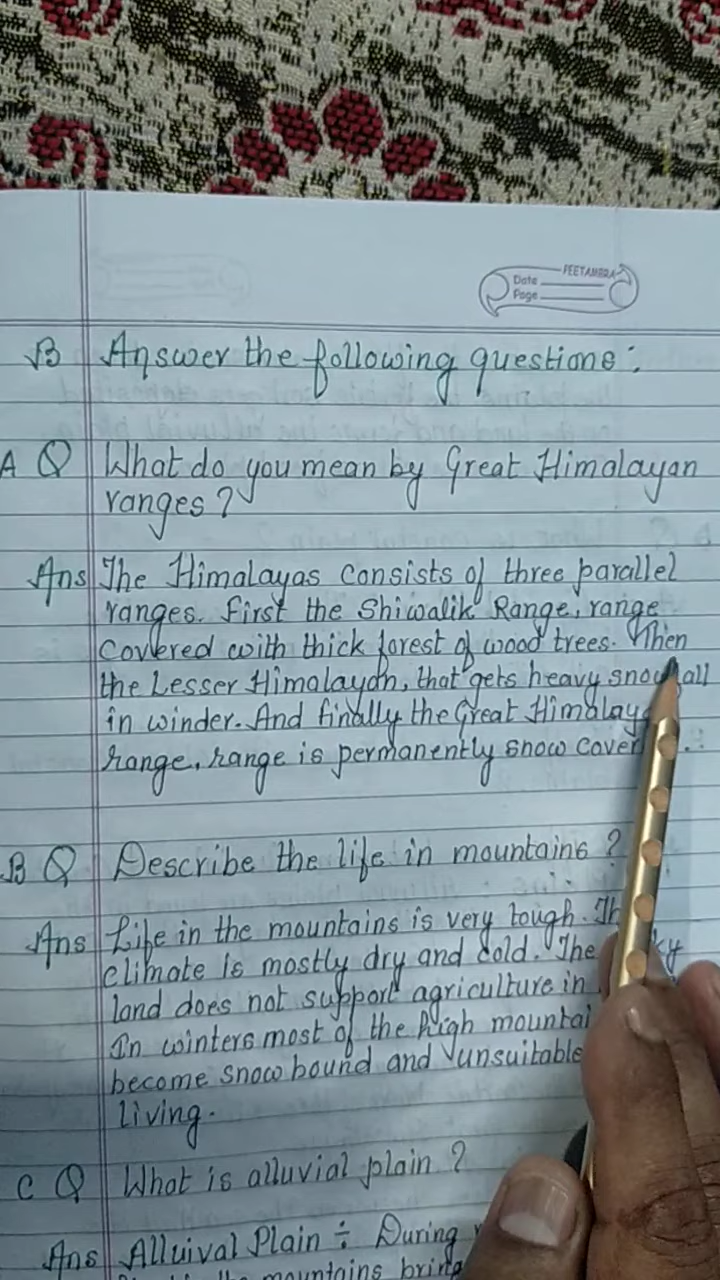 PEETAMBRA
Date
Page
B Answer the following questions:
A Q What do you mean by Great Himalayan
ranges?
Ans The Himalayas consists of three parallel
ranges. first the Shiwalik Range, range
covered with thick forest of wood trees. Then
the Lesser Himalayan, that gets heavy snowfall
in winder. And finally the Great Himalaya
range, range is permanently snow cover
B Q Describe the life in mountains?
Ans Life in the mountains is very tough.
climate is mostly dry and cold. The
land does not support agriculture in
In winters most of the high mountai
become snow bound and unsuitable
living.
C Q What is alluvial plain?
Ans Alluival Plain ÷ During
the mountains bring